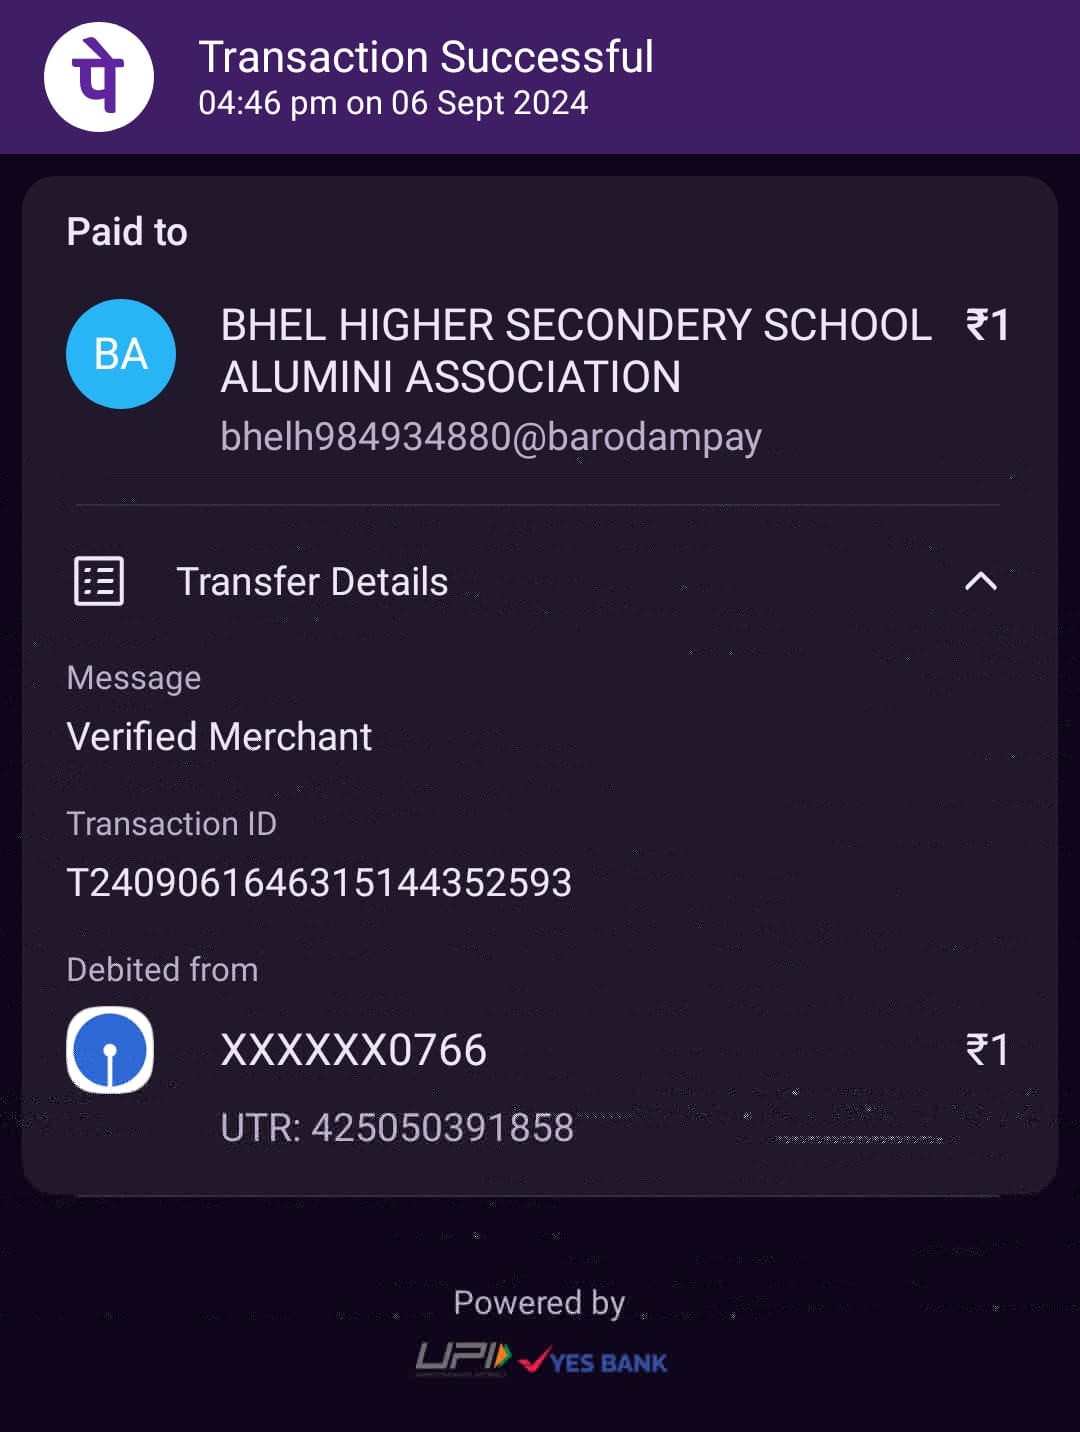 पे
Transaction Successful
04:46 pm on 06 Sept 2024
Paid to
BA
BHEL HIGHER SECONDERY SCHOOL ₹1
ALUMINI ASSOCIATION
bhelh984934880@barodampay
Transfer Details
Message
Verified Merchant
Transaction ID
T2409061646315144352593
Debited from
XXXXXX0766 ₹1
UTR: 425050391858
Powered by
UPI YES BANK